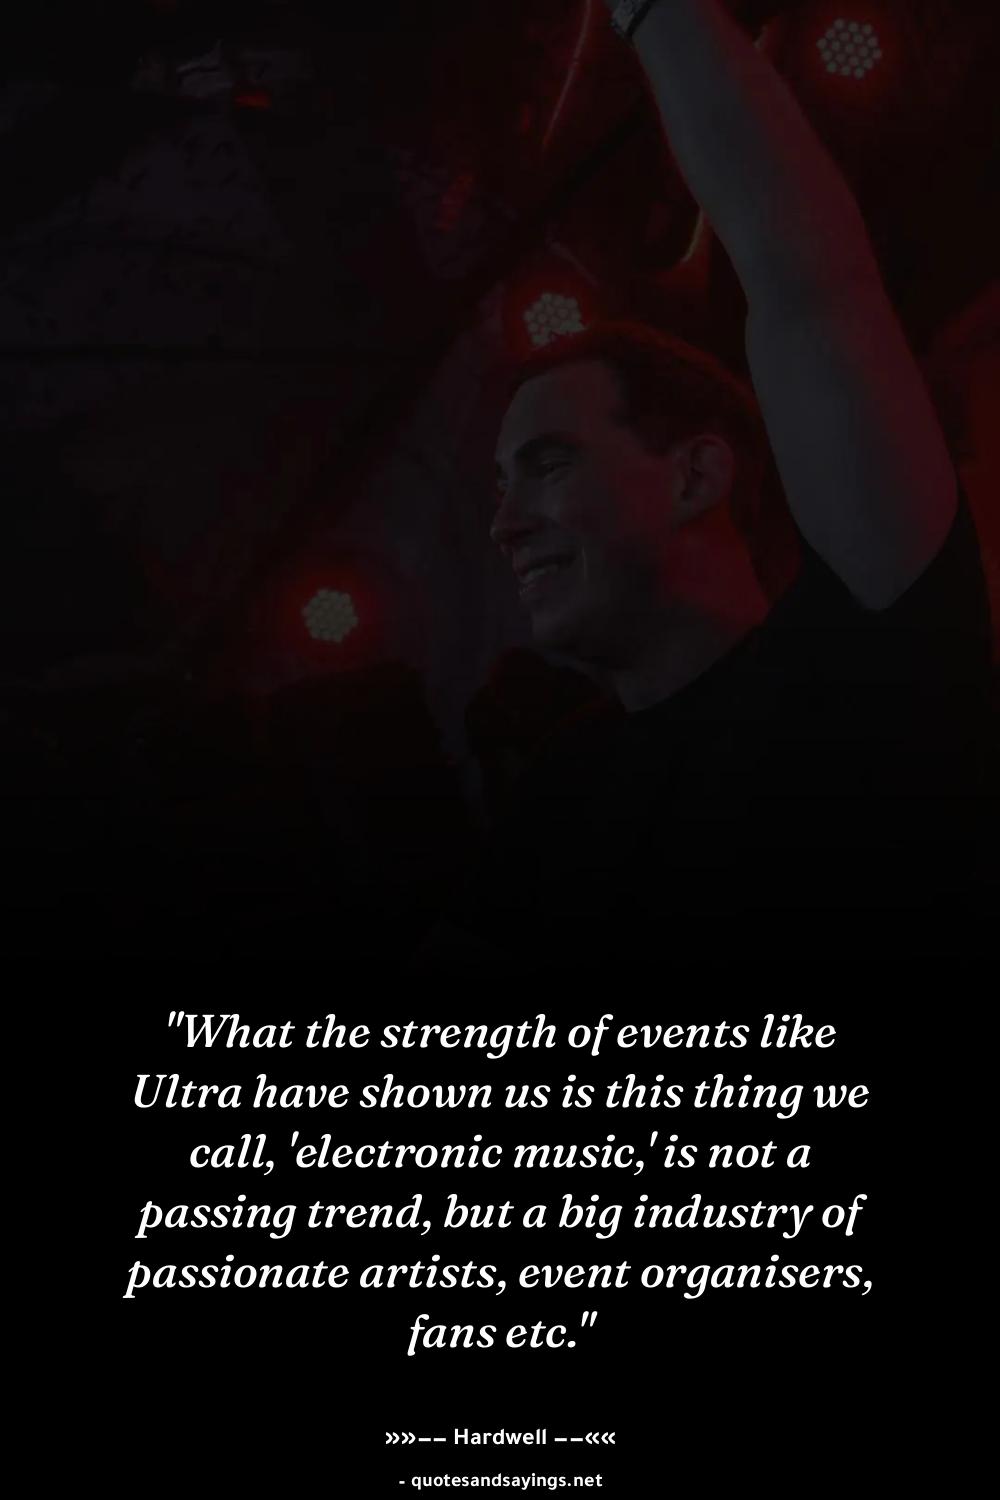 "What the strength of events like
Ultra have shown us is this thing we
call, 'electronic music,' is not a
passing trend, but a big industry of
passionate artists, event organisers,
fans etc."
»»-- Hardwell --««
- quotesandsayings.net